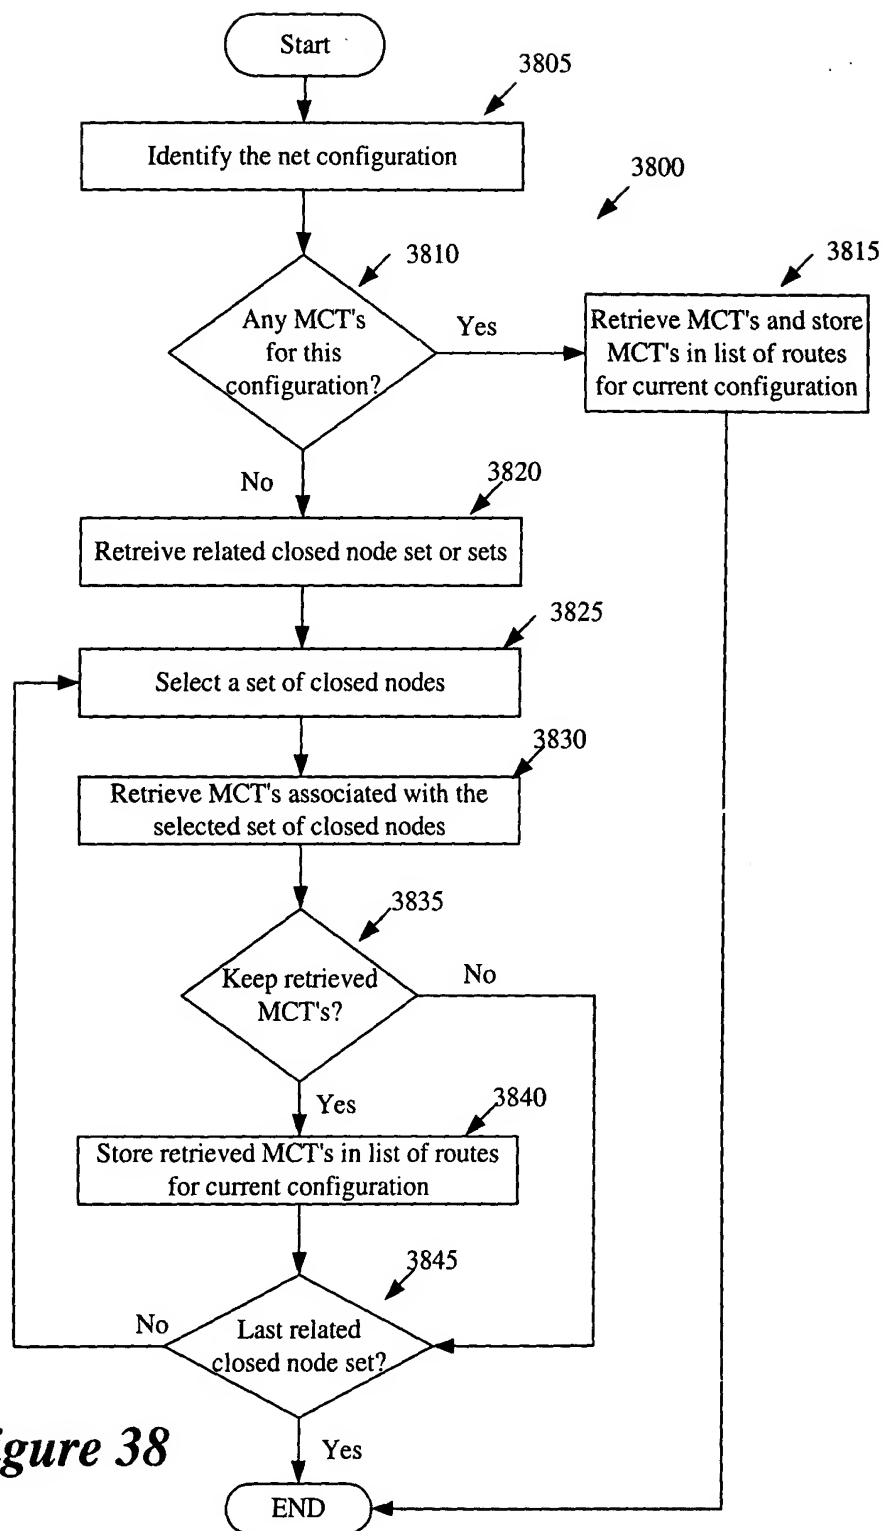 Start
3805
Identify the net configuration
3800
3810
3815
Any MCT's
for this
configuration?
Yes
Retrieve MCT's and store
MCT's in list of routes
for current configuration
No
3820
Retreive related closed node set or sets
3825
Select a set of closed nodes
3830
Retrieve MCT's associated with the
selected set of closed nodes
3835
Keep retrieved
MCT's?
No
Yes
3840
Store retrieved MCT's in list of routes
for current configuration
3845
No
Last related
closed node set?
igure 38
Yes
END